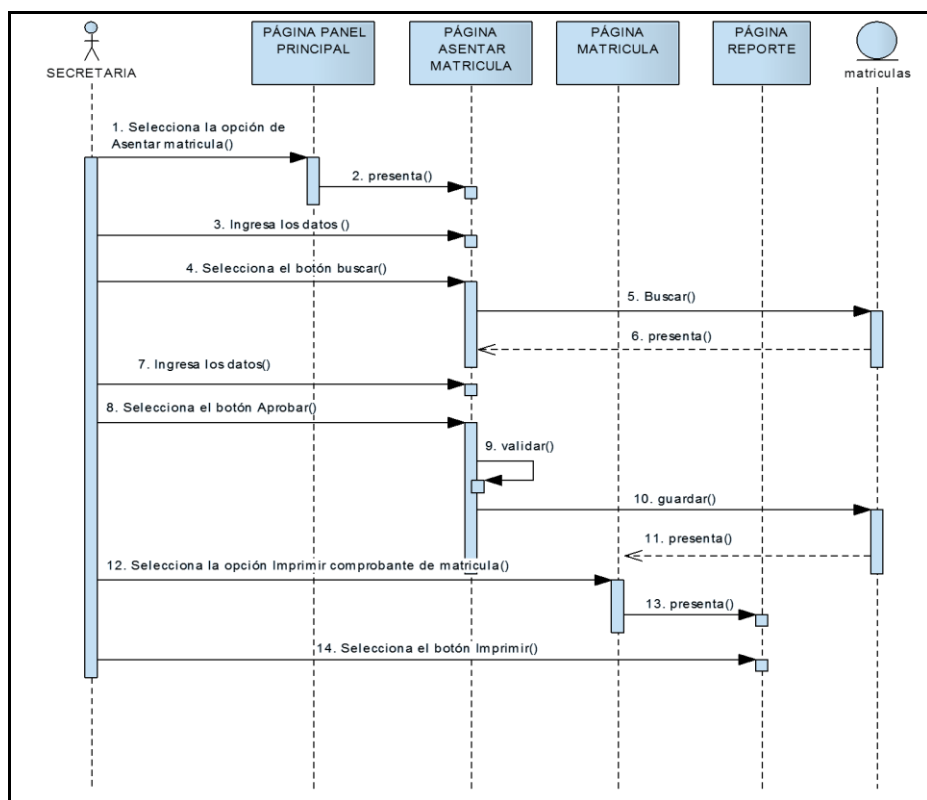 SECRETARIA
PÁGINA PANEL
PRINCIPAL
PÁGINA
ASENTAR
MATRICULA
PÁGINA
MATRICULA
PÁGINA
REPORTE
matriculas
1. Selecciona la opción de
Asentar matricula()
2. presenta()
3. Ingresa los datos ()
4. Selecciona el botón buscar()
5. Buscar()
6. presenta()
7. Ingresa los datos()
8. Selecciona el botón Aprobar()
9. validar()
10. guardar()
11. presenta()
12. Selecciona la opción Imprimir comprobante de matricula()
13. presenta()
14. Selecciona el botón Imprimir()